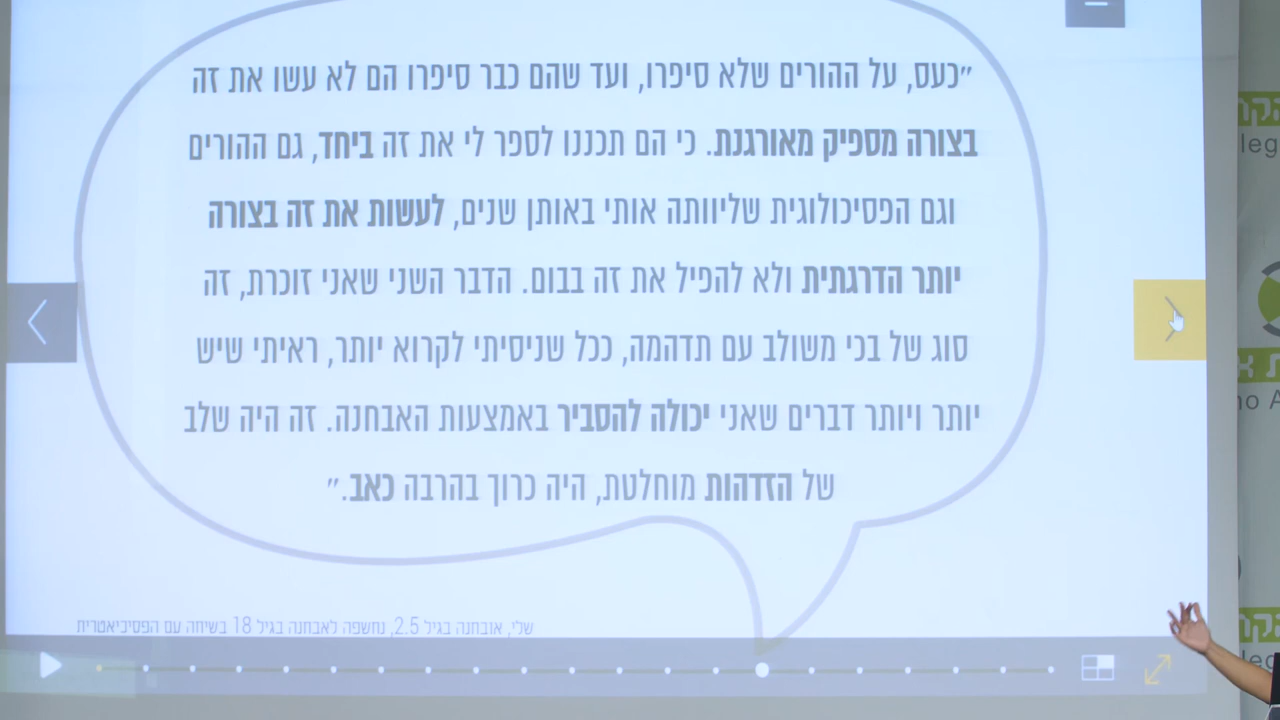 ״כעס, על ההורים שלא סיפרו, ועד שהם כבר סיפרו הם לא עשו את זה
בצורה מספיק מאורגנת. כי הם תכננו לספר לי את זה ביחד, גם ההורים
וגם הפסיכולוגית שליוותה אותי באותן שנים, לעשות את זה בצורה
יותר הדרגתית ולא להפיל את זה בבום. הדבר השני שאני זוכרת, זה
סוג של בכי משולב עם תדהמה, ככל שניסיתי לקרוא יותר, ראיתי שיש
יותר ויותר דברים שאני יכולה להסביר באמצעות האבחנה. זה היה שלב
של הזדהות מוחלטת, היה כרוך בהרבה כאב.״
שלי, אובחנה בגיל 2.5, נחשפה לאבחנה בגיל 18 בשיחה עם הפסיכיאטרית